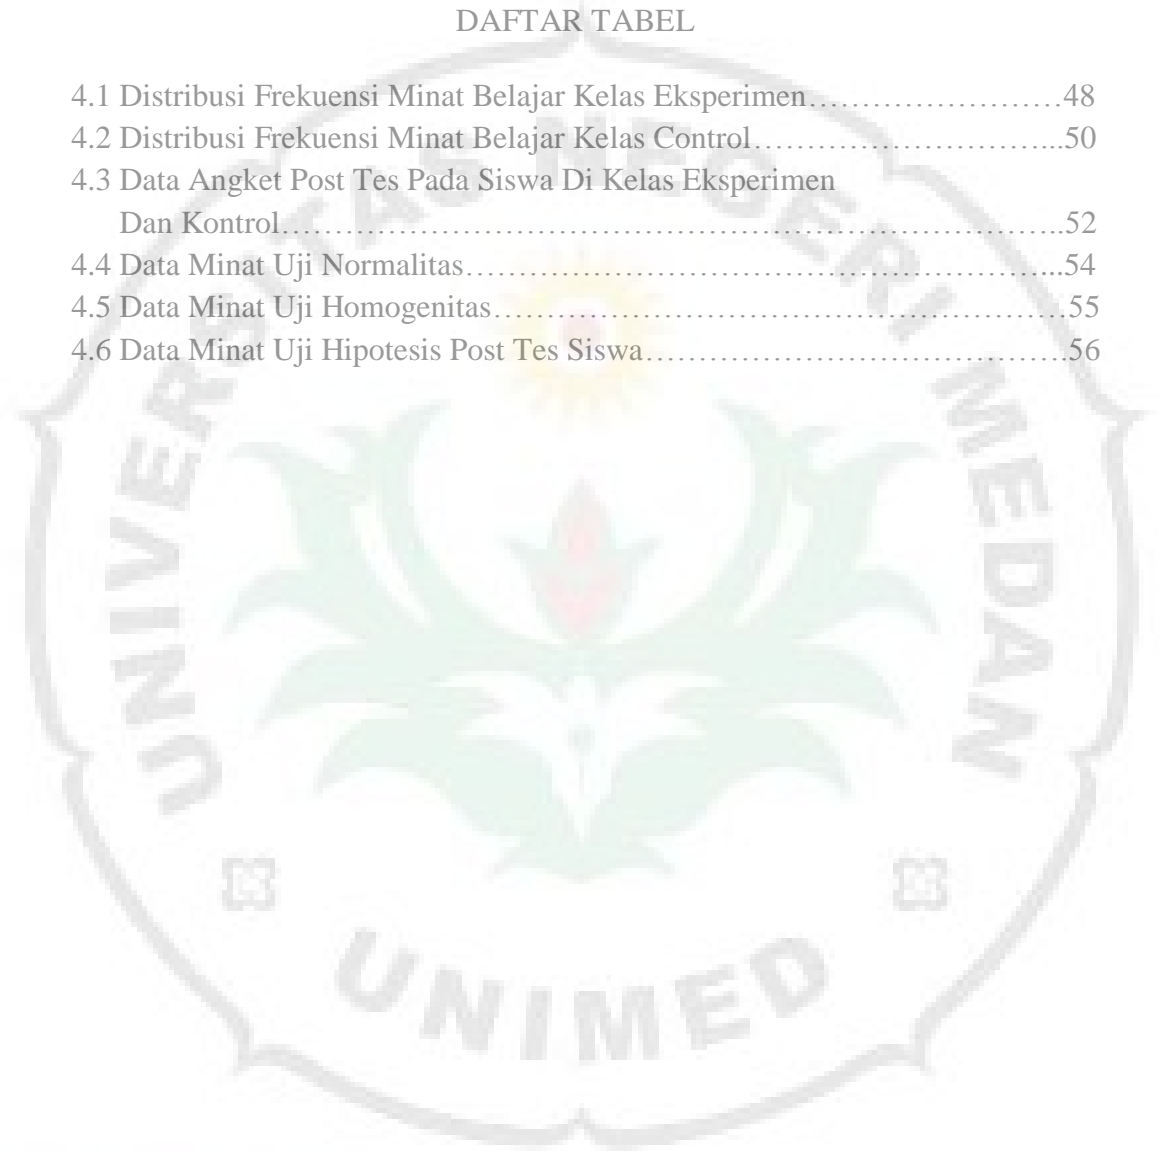 DAFTAR TABEL
4.1 Distribusi Frekuensi Minat Belajar Kelas Eksperimen……………………48
4.2 Distribusi Frekuensi Minat Belajar Kelas Control………………………...50
4.3 Data Angket Post Tes Pada Siswa Di Kelas Eksperimen
Dan Kontrol…………………………………………………………………..52
4.4 Data Minat Uji Normalitas…………………………………………………...54
4.5 Data Minat Uji Homogenitas…………………………………………………55
4.6 Data Minat Uji Hipotesis Post Tes Siswa……………………………………56
UNIVERSITAS NEGERI MEDAN
UNIMED